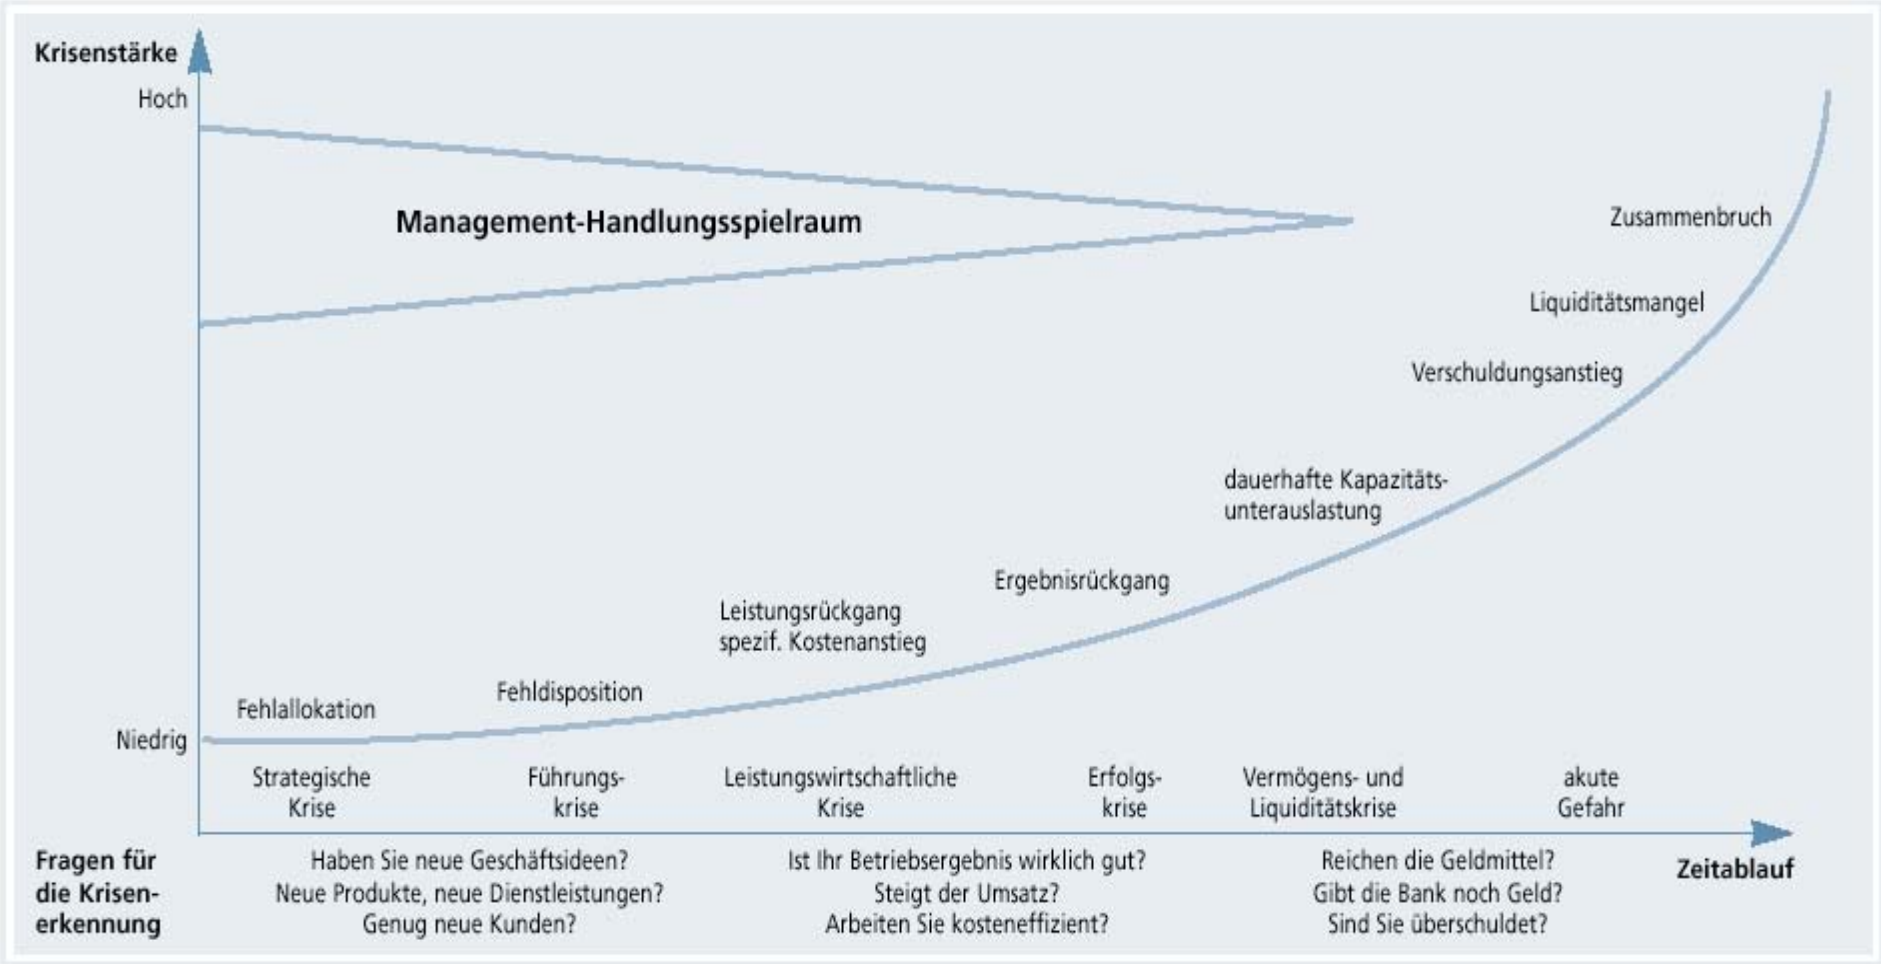 Krisenstärke
Hoch
Management-Handlungsspielraum
Zusammenbruch
Liquiditätsmangel
Verschuldungsanstieg
dauerhafte Kapazitäts-
unterauslastung
Ergebnisrückgang
Leistungsrückgang
spezif. Kostenanstieg
Fehldisposition
Fehlallokation
Niedrig
Strategische
Krise
Führungs-
krise
Leistungswirtschaftliche
Krise
Erfolgs-
krise
Vermögens- und
Liquiditätskrise
akute
Gefahr
Fragen für
die Krisen-
erkennung
Haben Sie neue Geschäftsideen?
Neue Produkte, neue Dienstleistungen?
Genug neue Kunden?
Ist Ihr Betriebsergebnis wirklich gut?
Steigt der Umsatz?
Arbeiten Sie kosteneffizient?
Reichen die Geldmittel?
Gibt die Bank noch Geld?
Sind Sie überschuldet?
Zeitablauf